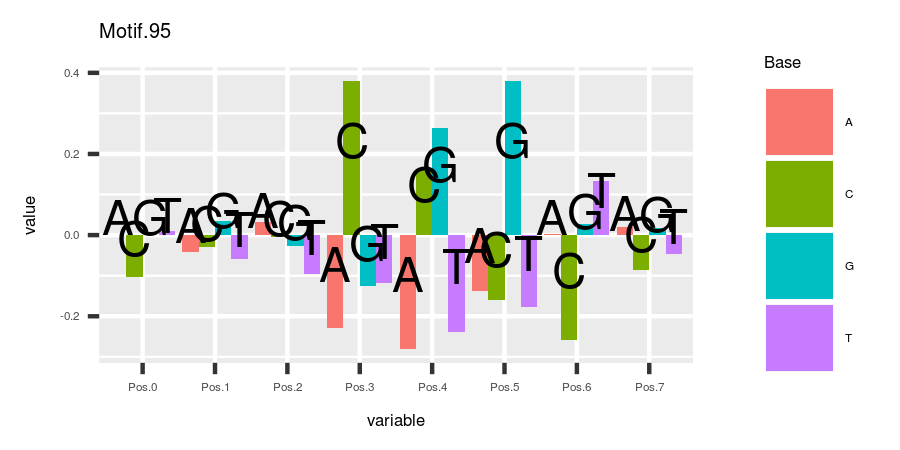 Motif.95
value
0.4
0.2
0.0
-0.2
A C G T A C G T A C G T A C G T A C G T A C G T A C G T A C G T
Pos.0 Pos.1 Pos.2 Pos.3 Pos.4 Pos.5 Pos.6 Pos.7
variable
Base
A
C
G
T